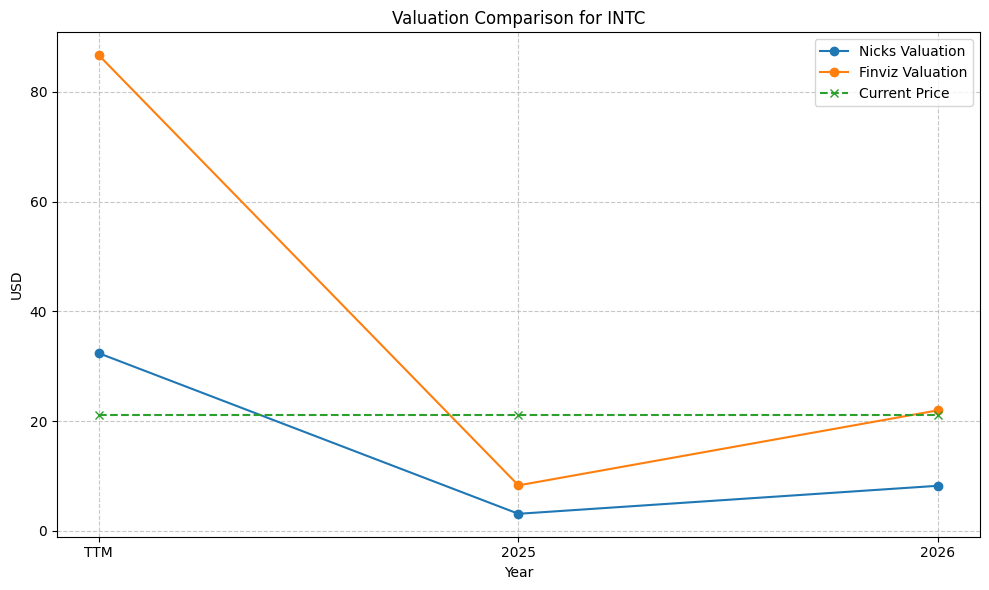 Valuation Comparison for INTC
Nicks Valuation
Finviz Valuation
Current Price
USD
80
60
40
20
0
TTM
2025
2026
Year